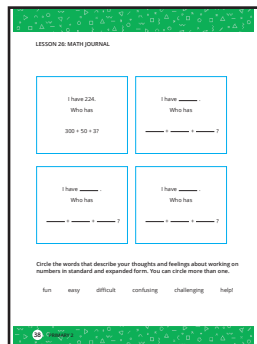 LESSON 26: MATH JOURNAL
I have 224.
Who has
300 + 50 + 3?
I have ____ .
Who has
____ + ____ + ____ ?
I have ____ .
Who has
____ + ____ + ____ ?
I have ____ .
Who has
____ + ____ + ____ ?
Circle the words that describe your thoughts and feelings about working on
numbers in standard and expanded form. You can circle more than one.
fun easy difficult confusing challenging help!
38 PRIMARY 2